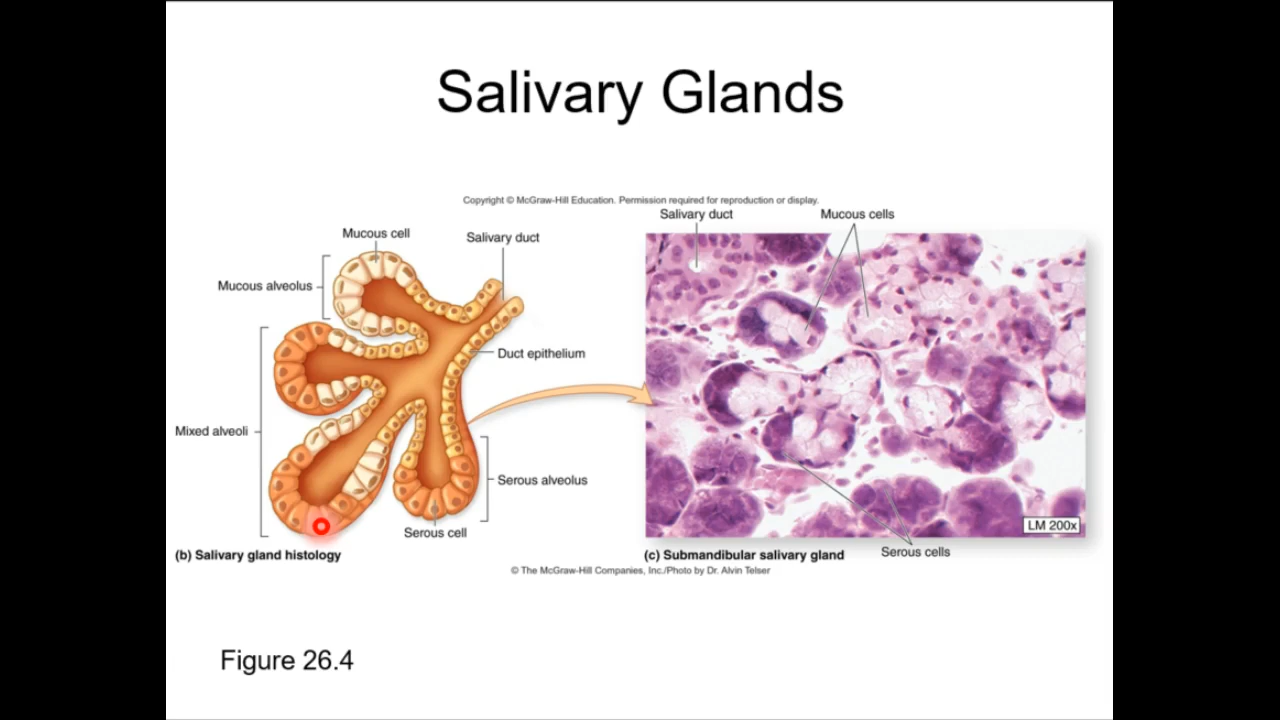 Salivary Glands
Copyright © McGraw-Hill Education. Permission required for reproduction or display.
Mucous cell
Salivary duct
Mucous alveolus
Duct epithelium
Mixed alveoli
Serous alveolus
Serous cell
(b) Salivary gland histology
Salivary duct
Mucous cells
LM 200x
(c) Submandibular salivary gland
Serous cells
© The McGraw-Hill Companies, Inc./Photo by Dr. Alvin Telser
Figure 26.4